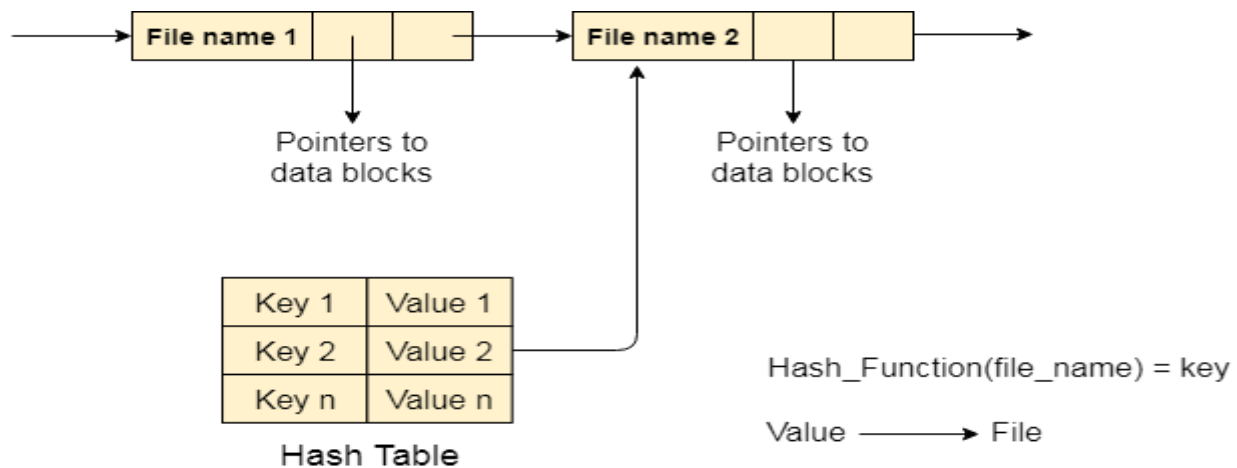 File name 1
File name 2
Pointers to
data blocks
Pointers to
data blocks
Key 1 Value 1
Key 2 Value 2
Key n Value n
Hash Table
Hash_Function(file_name) = key
Value File